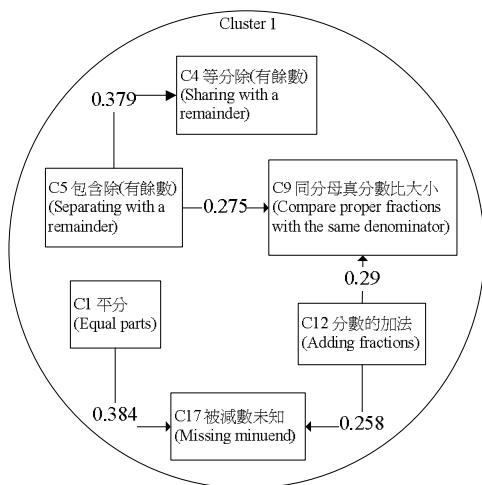 Cluster 1
C4 等分除(有餘數)
(Sharing with a
remainder)
0.379
C5 包含除(有餘數)
(Separating with a
remainder)
0.275
C9 同分母真分數比大小
(Compare proper fractions
with the same denominator)
0.29
C1 平分
(Equal parts)
C12 分數的加法
(Adding fractions)
0.384
C17 被減數未知
(Missing minuend)
0.258